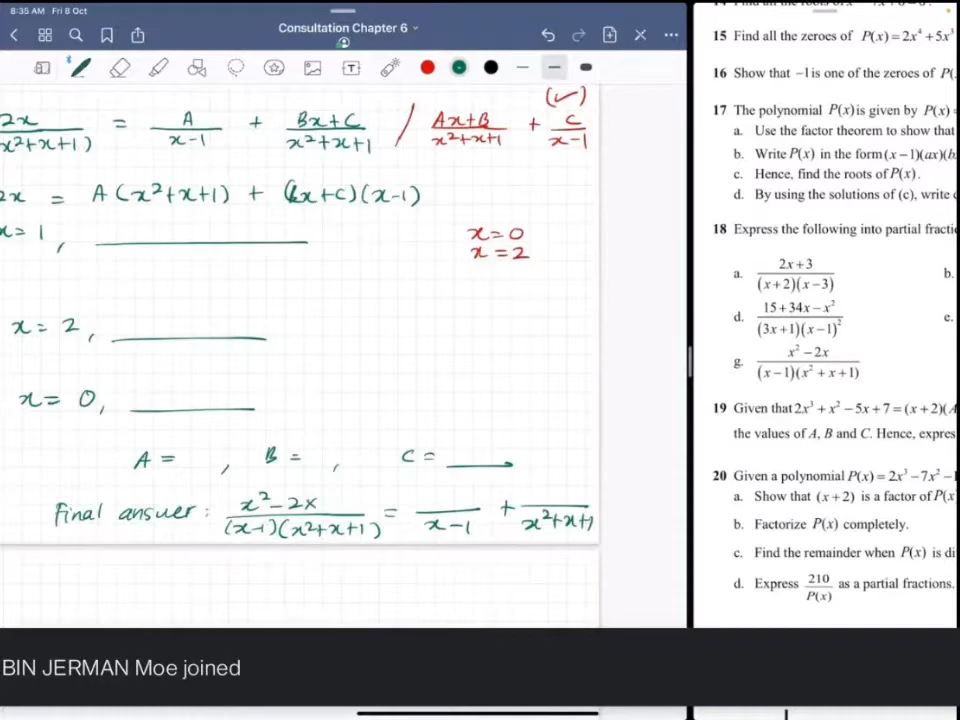 8:35 AM Fri 8 Oct
Consultation Chapter 6
2x/(x²+x+1) = A/(x-1) + (Bx+C)/(x²+x+1) / (Ax+B)/(x²+x+1) + C/(x-1) (✓)
2x = A(x²+x+1) + (Bx+C)(x-1)
x=1, ____
x=0
x=2
x=2, ____
x=0, ____
A= , B= , C= ____
Final answer: (x²-2x)/((x-1)(x²+x+1)) = ____/(x-1) + ____/(x²+x+1)
15 Find all the zeroes of P(x)=2x⁴+5x³
16 Show that −1 is one of the zeroes of P(
17 The polynomial P(x) is given by P(x)=
a. Use the factor theorem to show that
b. Write P(x) in the form (x−1)(ax)(b
c. Hence, find the roots of P(x).
d. By using the solutions of (c), write
18 Express the following into partial fracti
a. (2x+3)/((x+2)(x−3)) b.
d. (15+34x−x²)/((3x+1)(x−1)²) e.
g. (x²−2x)/((x−1)(x²+x+1))
19 Given that 2x³+x²−5x+7=(x+2)(A
the values of A, B and C. Hence, expres
20 Given a polynomial P(x)=2x³−7x²−
a. Show that (x+2) is a factor of P(x
b. Factorize P(x) completely.
c. Find the remainder when P(x) is di
d. Express 210/P(x) as a partial fractions.
BIN JERMAN Moe joined